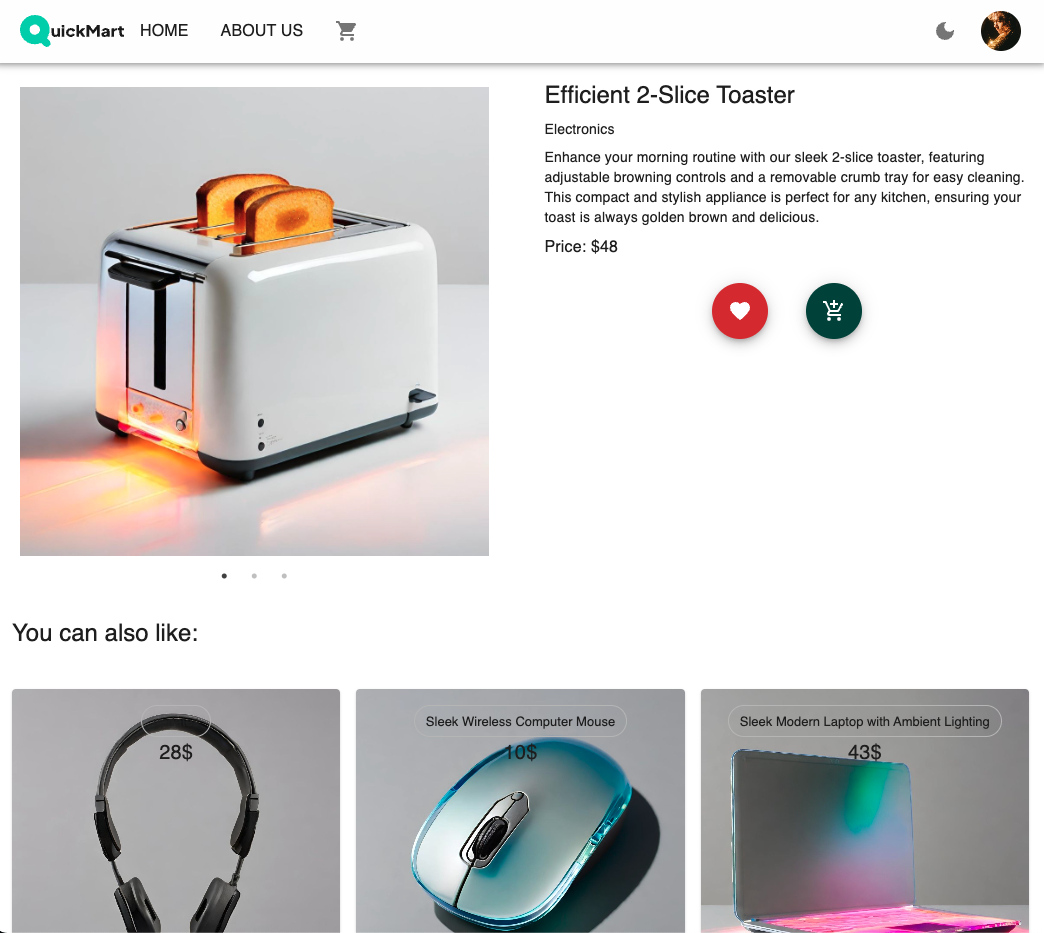 QuickMart HOME ABOUT US
Efficient 2-Slice Toaster
Electronics
Enhance your morning routine with our sleek 2-slice toaster, featuring
adjustable browning controls and a removable crumb tray for easy cleaning.
This compact and stylish appliance is perfect for any kitchen, ensuring your
toast is always golden brown and delicious.
Price: $48
You can also like:
28$
Sleek Wireless Computer Mouse
10$
Sleek Modern Laptop with Ambient Lighting
43$